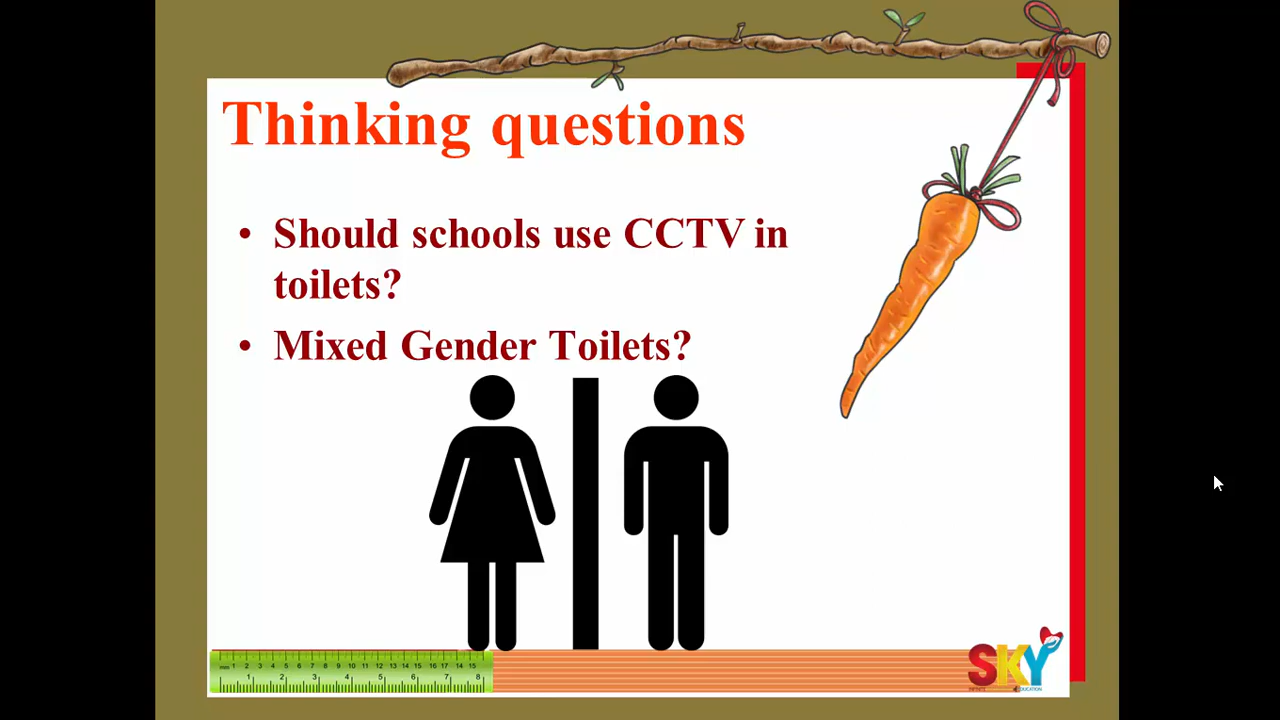 Thinking questions
• Should schools use CCTV in
toilets?
• Mixed Gender Toilets?
SKY